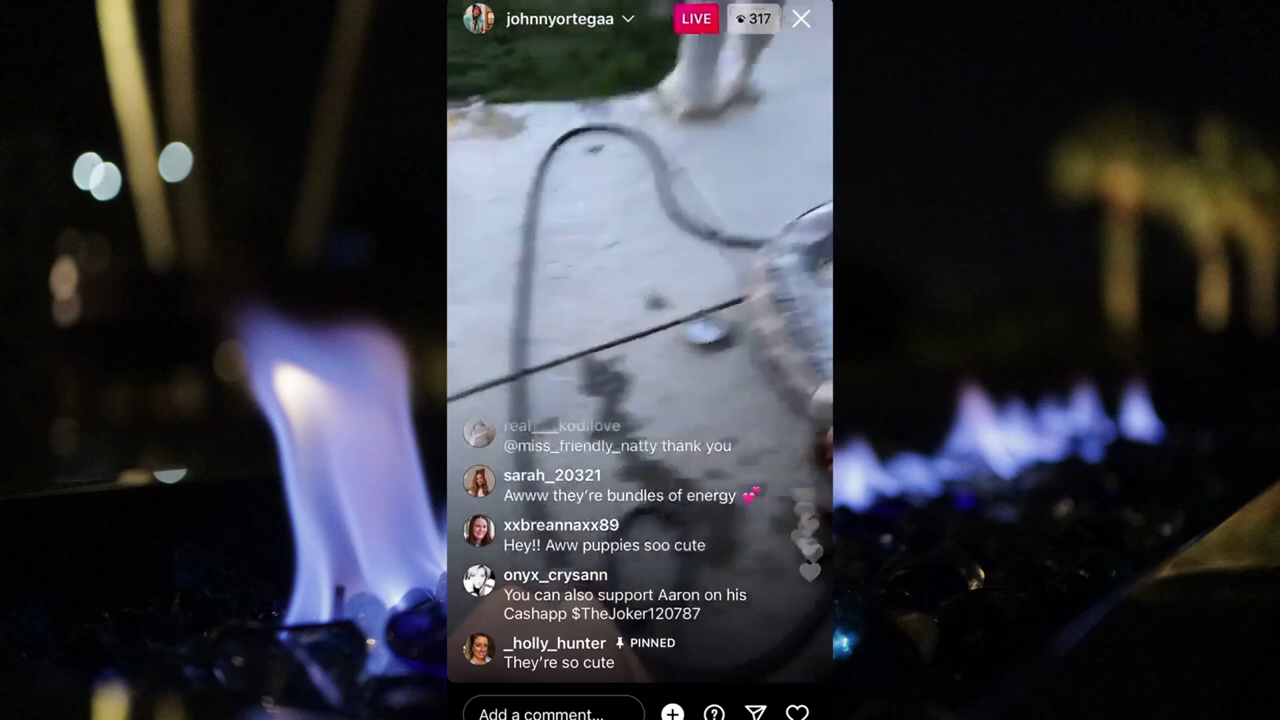 johnnyortegaa
LIVE
317
real___kodilove
@miss_friendly_natty thank you
sarah_20321
Awww they're bundles of energy 💕
xxbreannaxx89
Hey!! Aww puppies soo cute
onyx_crysann
You can also support Aaron on his
Cashapp $TheJoker120787
_holly_hunter PINNED
They're so cute
Add a comment...